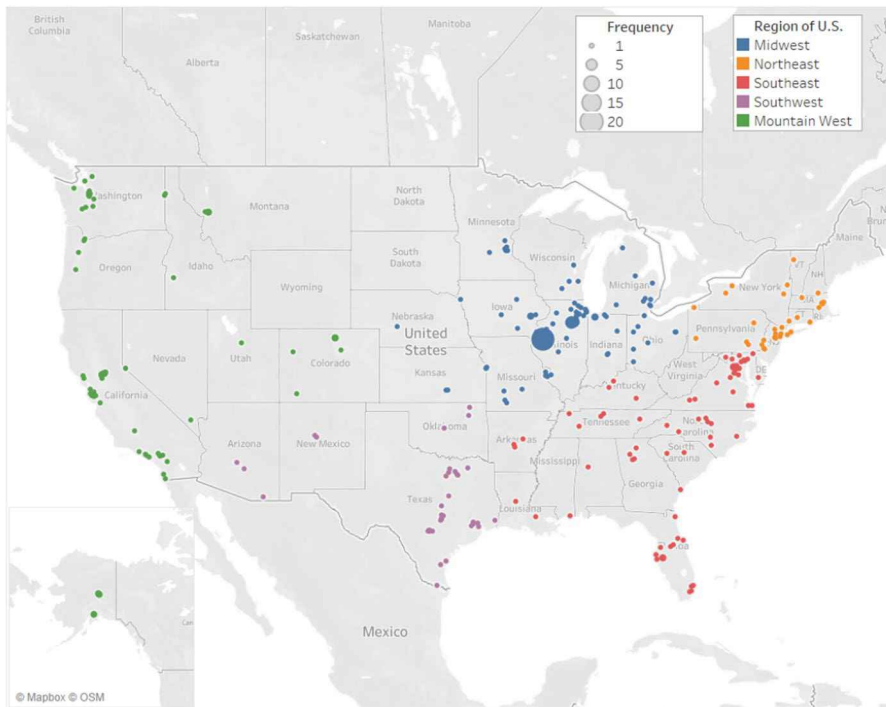 British
Columbia
Alberta
Saskatchewan
Manitoba
Frequency
1
5
10
15
20
Region of U.S.
Midwest
Northeast
Southeast
Southwest
Mountain West
Washington
Montana
North
Dakota
Minnesota
Oregon
Idaho
South
Dakota
Wisconsin
Michigan
Maine
VT
NH
New York
Wyoming
Iowa
RI
Nebraska
United
States
Pennsylvania
Nevada
Utah
Colorado
Kansas
Missouri
Indiana
Ohio
West
Virginia
DE
California
Arizona
New Mexico
Oklahoma
Tennessee
Mississippi
South
Carolina
Georgia
Texas
Louisiana
Mexico
© Mapbox © OSM